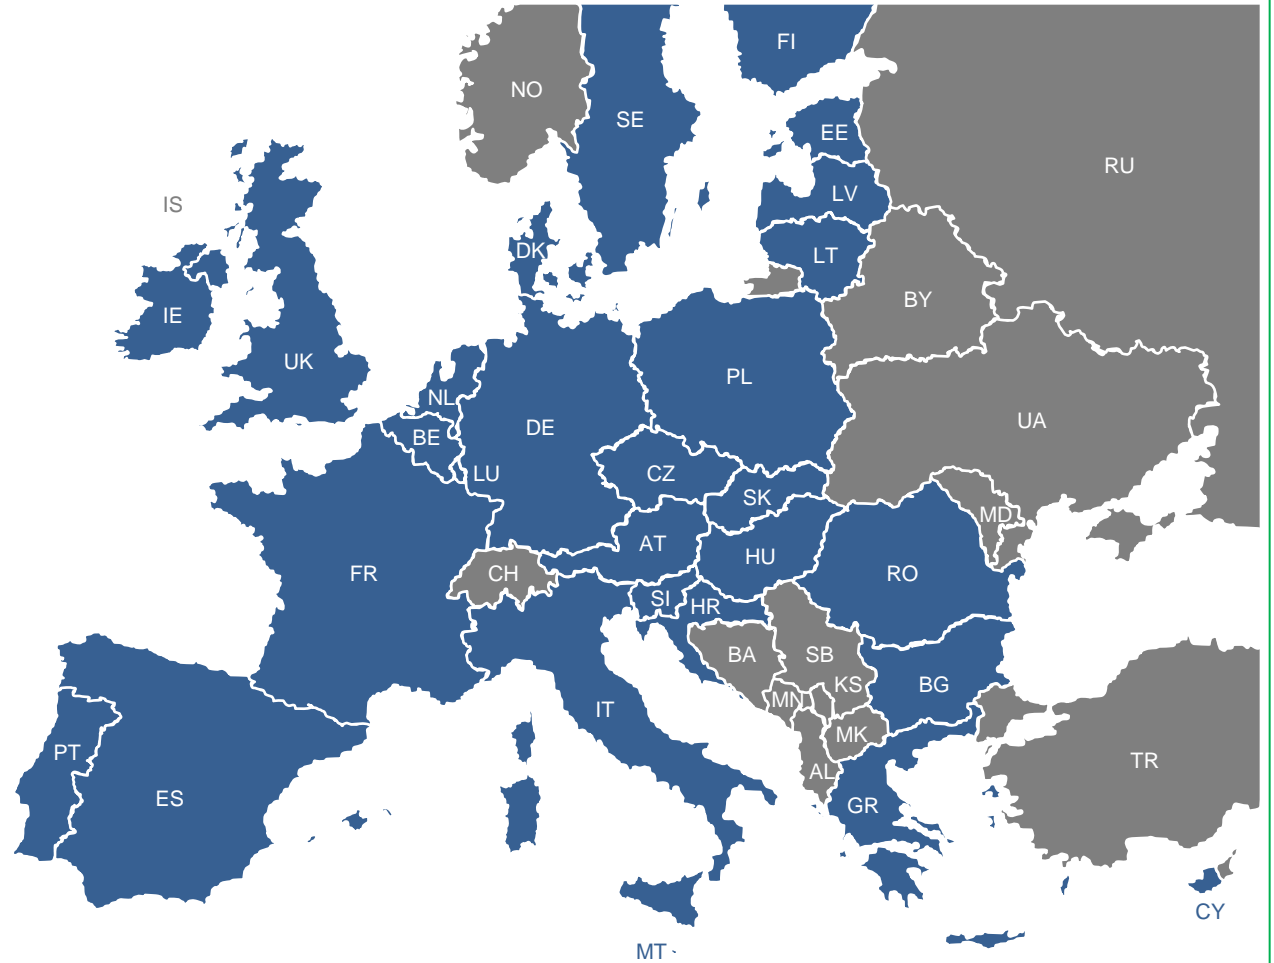 FI
NO
SE
EE
RU
LV
IS
DK
LT
BY
IE
UK
PL
NL
UA
DE
BE
CZ
LU
SK
MD
AT
HU
FR
CH
RO
SI
HR
BA
SB
KS
BG
MN
IT
MK
PT
TR
AL
ES
GR
CY
MT